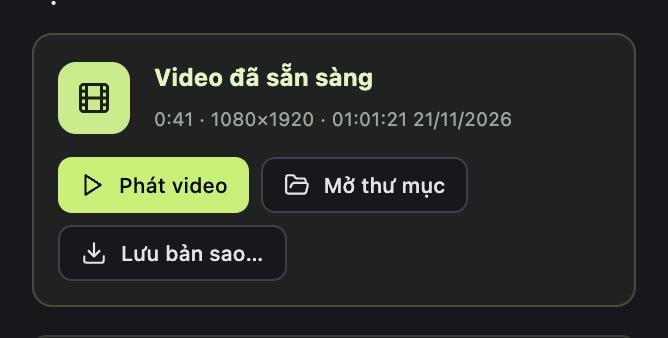 Video đã sẵn sàng
0:41 · 1080×1920 · 01:01:21 21/11/2026
Phát video
Mở thư mục
Lưu bản sao...